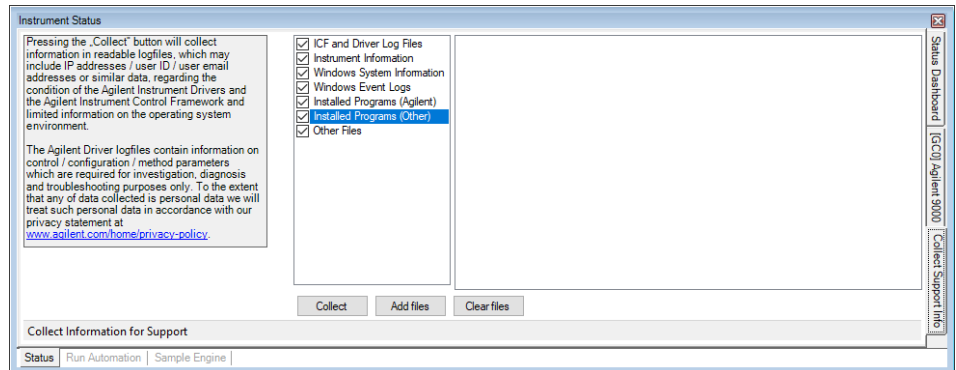 Instrument Status
Pressing the „Collect" button will collect
information in readable logfiles, which may
include IP addresses / user ID / user email
addresses or similar data, regarding the
condition of the Agilent Instrument Drivers and
the Agilent Instrument Control Framework and
limited information on the operating system
environment.
The Agilent Driver logfiles contain information on
control / configuration / method parameters
which are required for investigation, diagnosis
and troubleshooting purposes only. To the extent
that any of data collected is personal data we will
treat such personal data in accordance with our
privacy statement at
www.agilent.com/home/privacy-policy.
ICF and Driver Log Files
Instrument Information
Windows System Information
Windows Event Logs
Installed Programs (Agilent)
Installed Programs (Other)
Other Files
Collect
Add files
Clear files
Collect Information for Support
Status Dashboard
[GC0] Agilent 9000
Collect Support Info
Status
Run Automation
Sample Engine